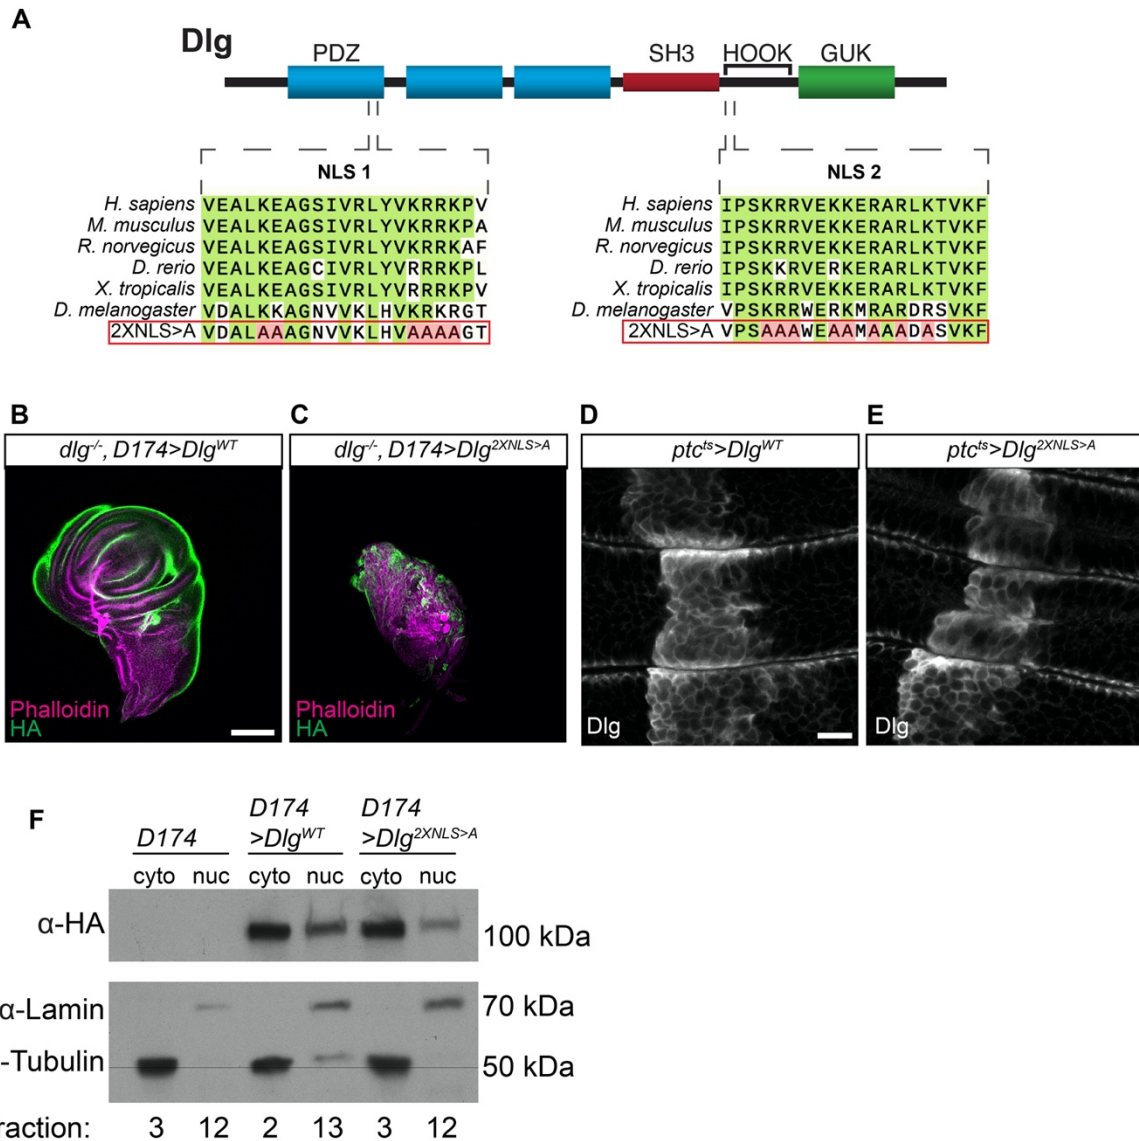 A
Dlg
PDZ
SH3
HOOK
GUK
NLS 1
H. sapiens VEALKEAGSIVRLYVKRRKPV
M. musculus VEALKEAGSIVRLYVKRRKPA
R. norvegicus VEALKEAGSIVRLYVKRRKAF
D. rerio VEALKEAGCIVRLYVRRRKPL
X. tropicalis VEALKEAGSIVRLYVRRRKPV
D. melanogaster VDALKKAGNVVKLHVKRKRGT
2XNLS>A VDALAAAGNVVKLHVAAAAGT
NLS 2
H. sapiens IPSKRRVEKKERARLKTVKF
M. musculus IPSKRRVEKKERARLKTVKF
R. norvegicus IPSKRRVEKKERARLKTVKF
D. rerio IPSKKRVERKERARLKTVKF
X. tropicalis IPSKRRVEKKERARLKTVKF
D. melanogaster VPSKRRWERKMRARDRSVKF
2XNLS>A VPSAAAWEAAMAAADASVKF
B
dlg-/-, D174>DlgWT
Phalloidin
HA
C
dlg-/-, D174>Dlg2XNLS>A
Phalloidin
HA
D
ptcts>DlgWT
Dlg
E
ptcts>Dlg2XNLS>A
Dlg
F
D174
D174
>DlgWT
D174
>Dlg2XNLS>A
cyto nuc cyto nuc cyto nuc
α-HA
100 kDa
α-Lamin
70 kDa
-Tubulin
50 kDa
raction: 3 12 2 13 3 12